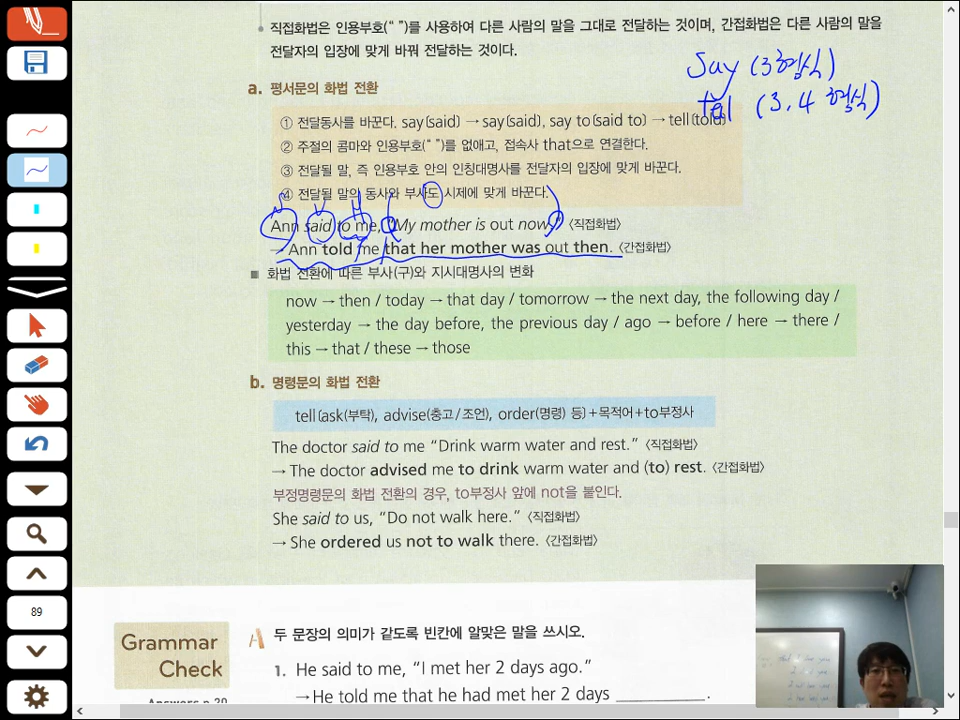 직접화법은 인용부호(“ ”)를 사용하여 다른 사람의 말을 그대로 전달하는 것이며, 간접화법은 다른 사람의 말을
전달자의 입장에 맞게 바꿔 전달하는 것이다.
Say (3형식)
tell (3.4 형식)
a. 평서문의 화법 전환
① 전달동사를 바꾼다. say(said) → say(said), say to(said to) → tell(told)
② 주절의 콤마와 인용부호(“ ”)를 없애고, 접속사 that으로 연결한다.
③ 전달될 말, 즉 인용부호 안의 인칭대명사를 전달자의 입장에 맞게 바꾼다.
④ 전달될 말의 동사와 부사도 시제에 맞게 바꾼다.
Ann said to me, “My mother is out now.” 〈직접화법〉
→ Ann told me that her mother was out then. 〈간접화법〉
■ 화법 전환에 따른 부사(구)와 지시대명사의 변화
now → then / today → that day / tomorrow → the next day, the following day /
yesterday → the day before, the previous day / ago → before / here → there /
this → that / these → those
b. 명령문의 화법 전환
tell(ask(부탁), advise(충고/조언), order(명령) 등)+목적어+to부정사
The doctor said to me “Drink warm water and rest.” 〈직접화법〉
→ The doctor advised me to drink warm water and (to) rest. 〈간접화법〉
부정명령문의 화법 전환의 경우, to부정사 앞에 not을 붙인다.
She said to us, “Do not walk here.” 〈직접화법〉
→ She ordered us not to walk there. 〈간접화법〉
89
Grammar
Check
A 두 문장의 의미가 같도록 빈칸에 알맞은 말을 쓰시오.
1. He said to me, “I met her 2 days ago.”
→ He told me that he had met her 2 days __________.